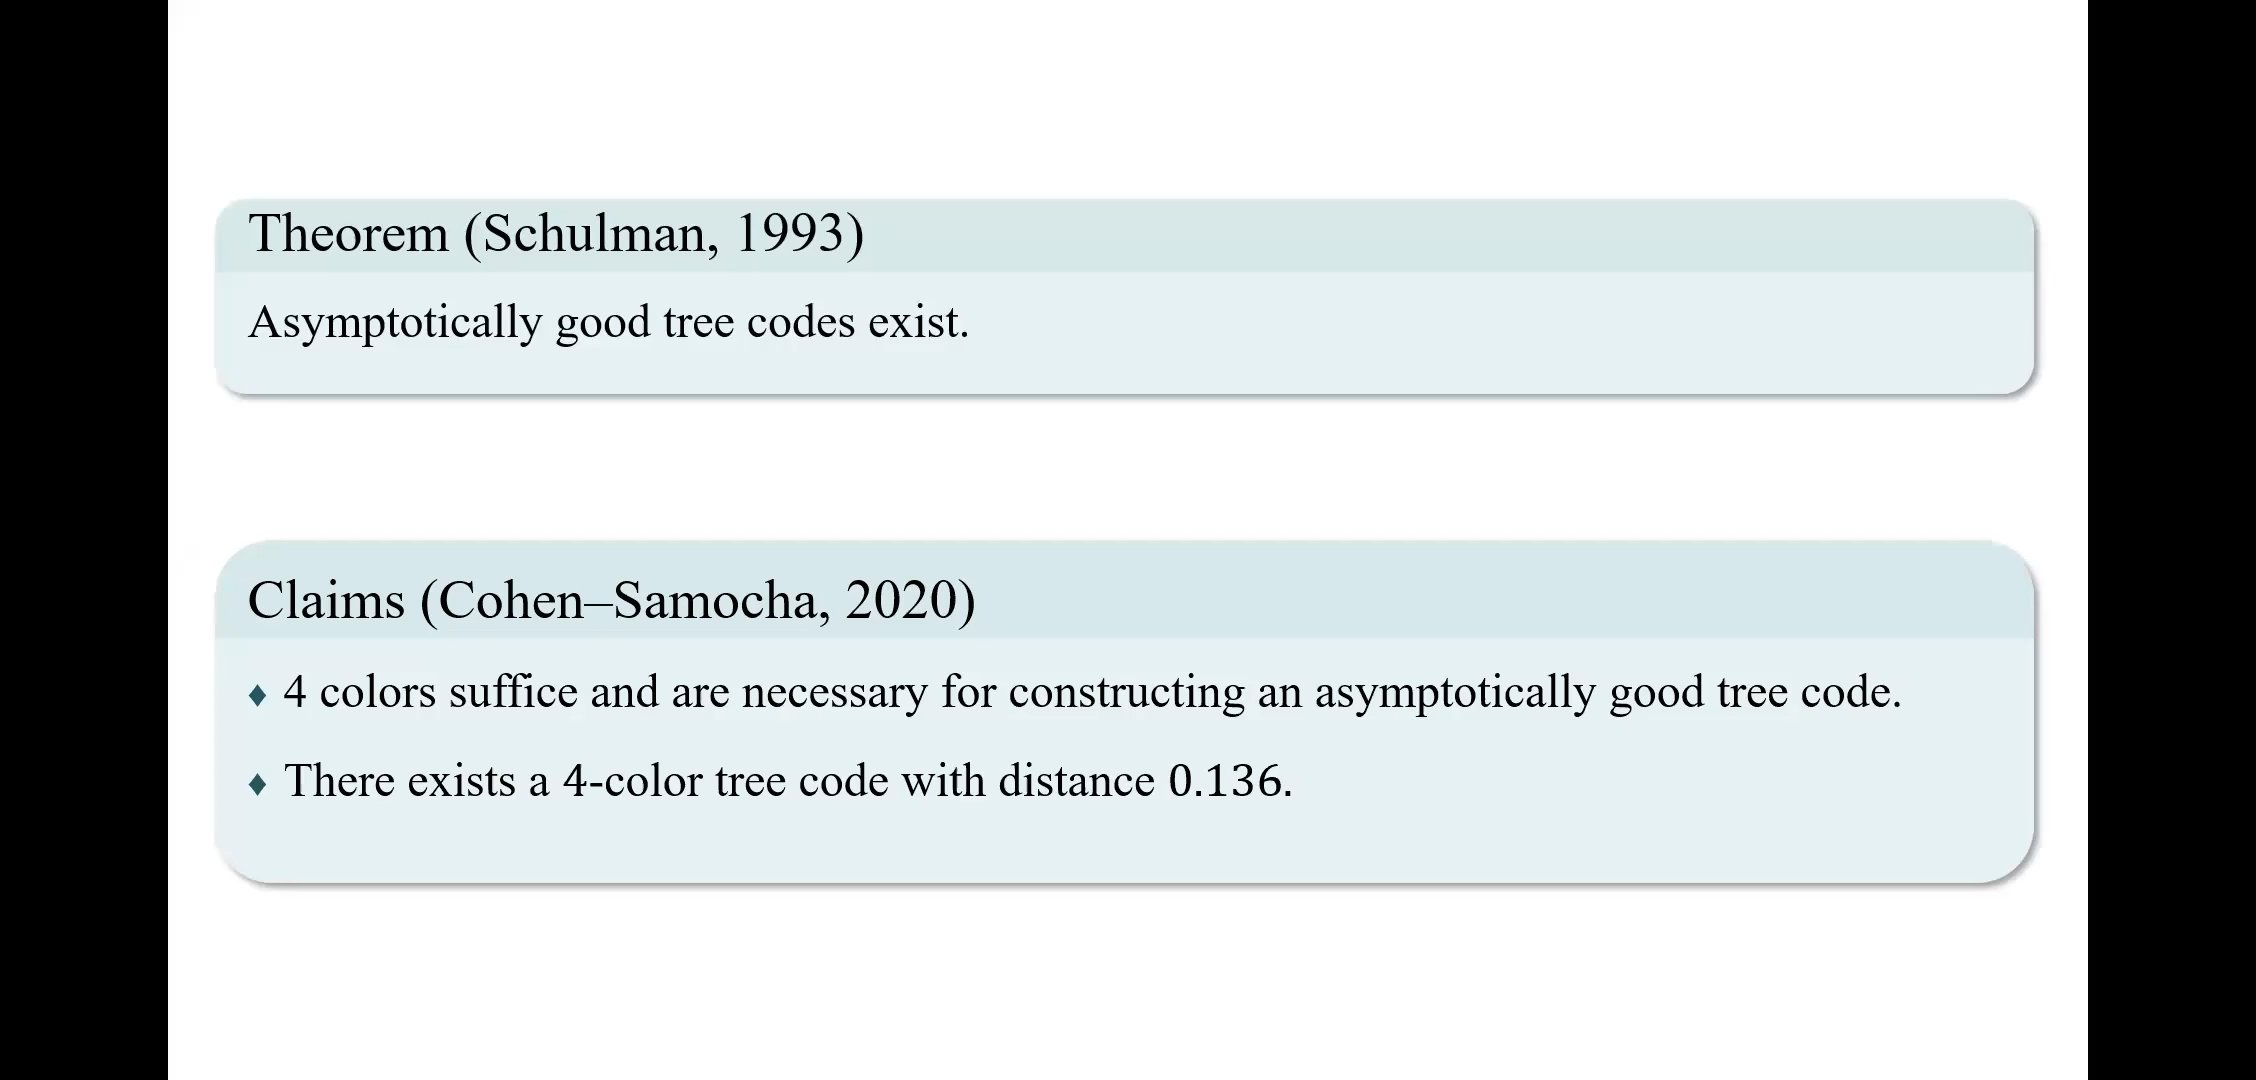 Theorem (Schulman, 1993)
Asymptotically good tree codes exist.
Claims (Cohen–Samocha, 2020)
♦ 4 colors suffice and are necessary for constructing an asymptotically good tree code.
♦ There exists a 4-color tree code with distance 0.136.